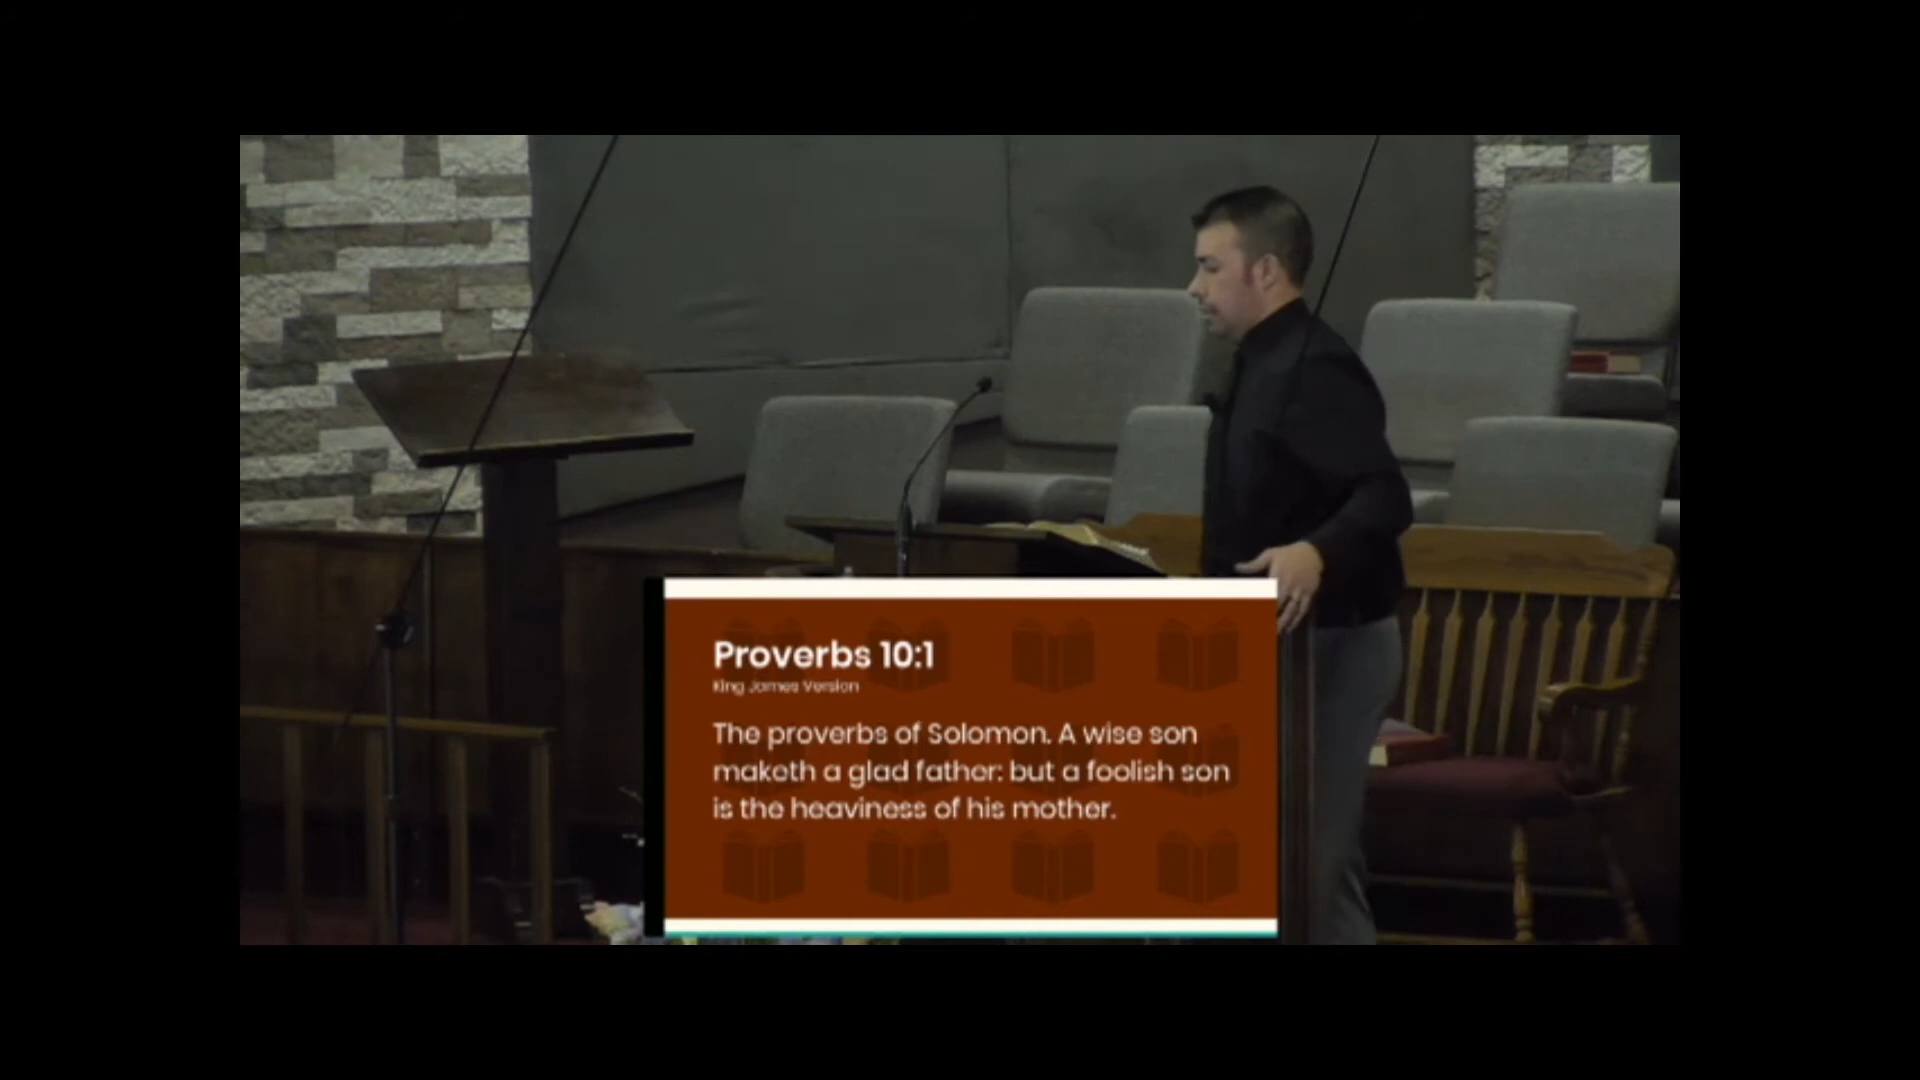 Proverbs 10:1
King James Version
The proverbs of Solomon. A wise son
maketh a glad father: but a foolish son
is the heaviness of his mother.